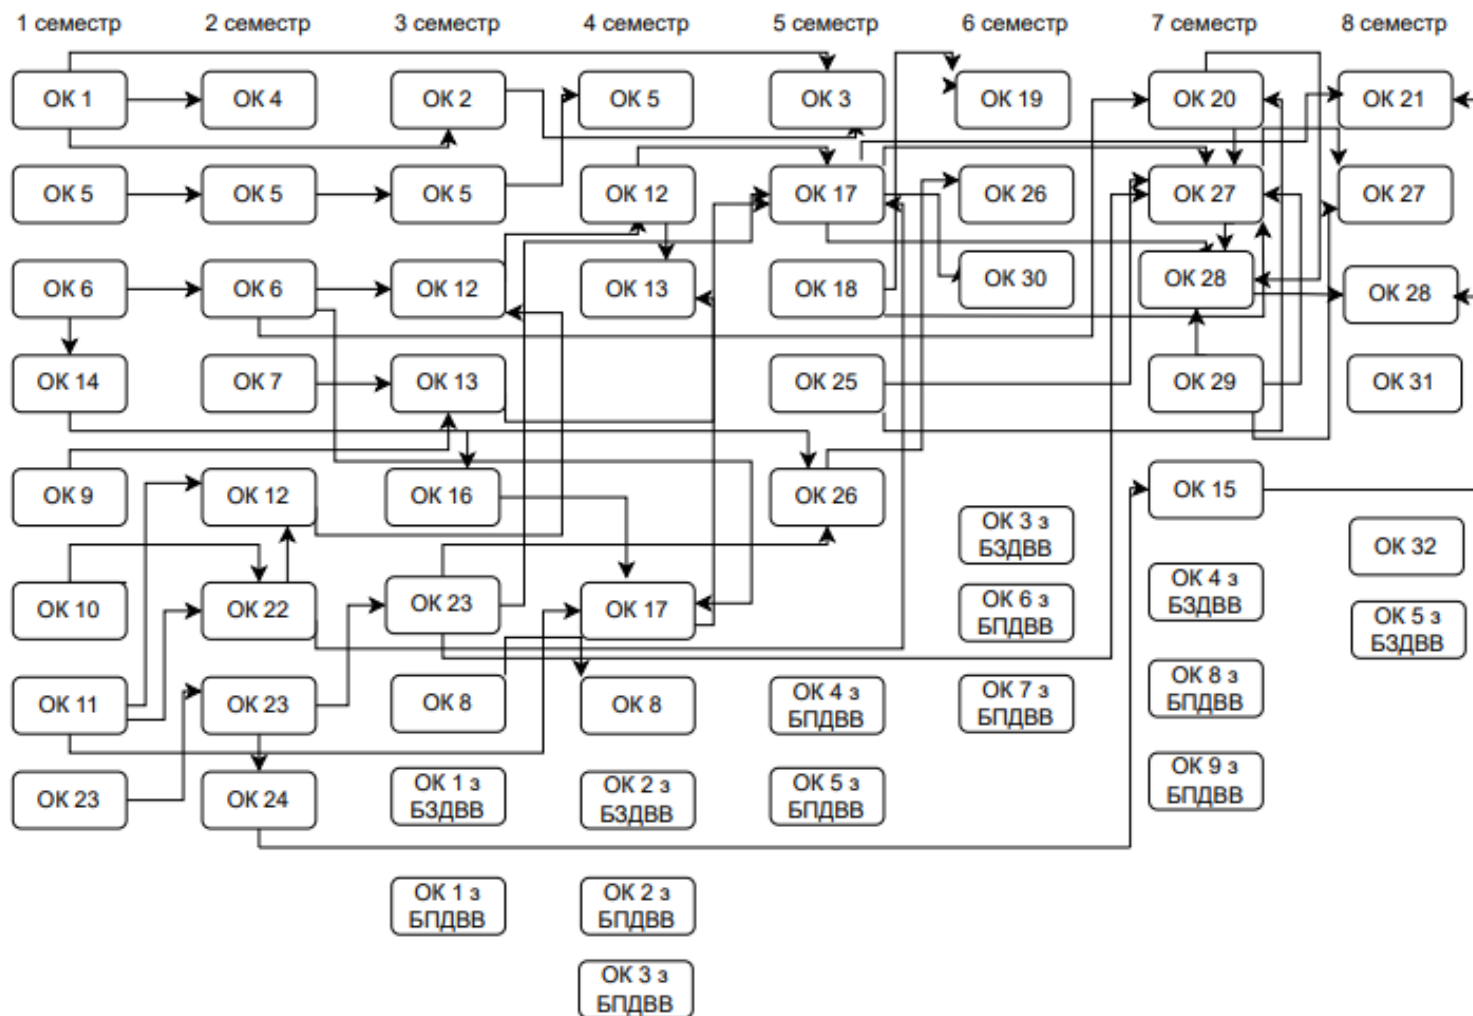 1 семестр
2 семестр
3 семестр
4 семестр
5 семестр
6 семестр
7 семестр
8 семестр
ОК 1
ОК 4
ОК 2
ОК 5
ОК 3
ОК 19
ОК 20
ОК 21
ОК 5
ОК 5
ОК 5
ОК 12
ОК 17
ОК 26
ОК 27
ОК 27
ОК 6
ОК 6
ОК 12
ОК 13
ОК 18
ОК 30
ОК 28
ОК 28
ОК 14
ОК 7
ОК 13
ОК 25
ОК 29
ОК 31
ОК 9
ОК 12
ОК 16
ОК 26
ОК 15
ОК 3 з
БЗДВВ
ОК 32
ОК 10
ОК 22
ОК 23
ОК 17
ОК 6 з
БПДВВ
ОК 4 з
БЗДВВ
ОК 5 з
БЗДВВ
ОК 11
ОК 23
ОК 8
ОК 8
ОК 4 з
БПДВВ
ОК 7 з
БПДВВ
ОК 8 з
БПДВВ
ОК 23
ОК 24
ОК 1 з
БЗДВВ
ОК 2 з
БЗДВВ
ОК 5 з
БПДВВ
ОК 9 з
БПДВВ
ОК 1 з
БПДВВ
ОК 2 з
БПДВВ
ОК 3 з
БПДВВ